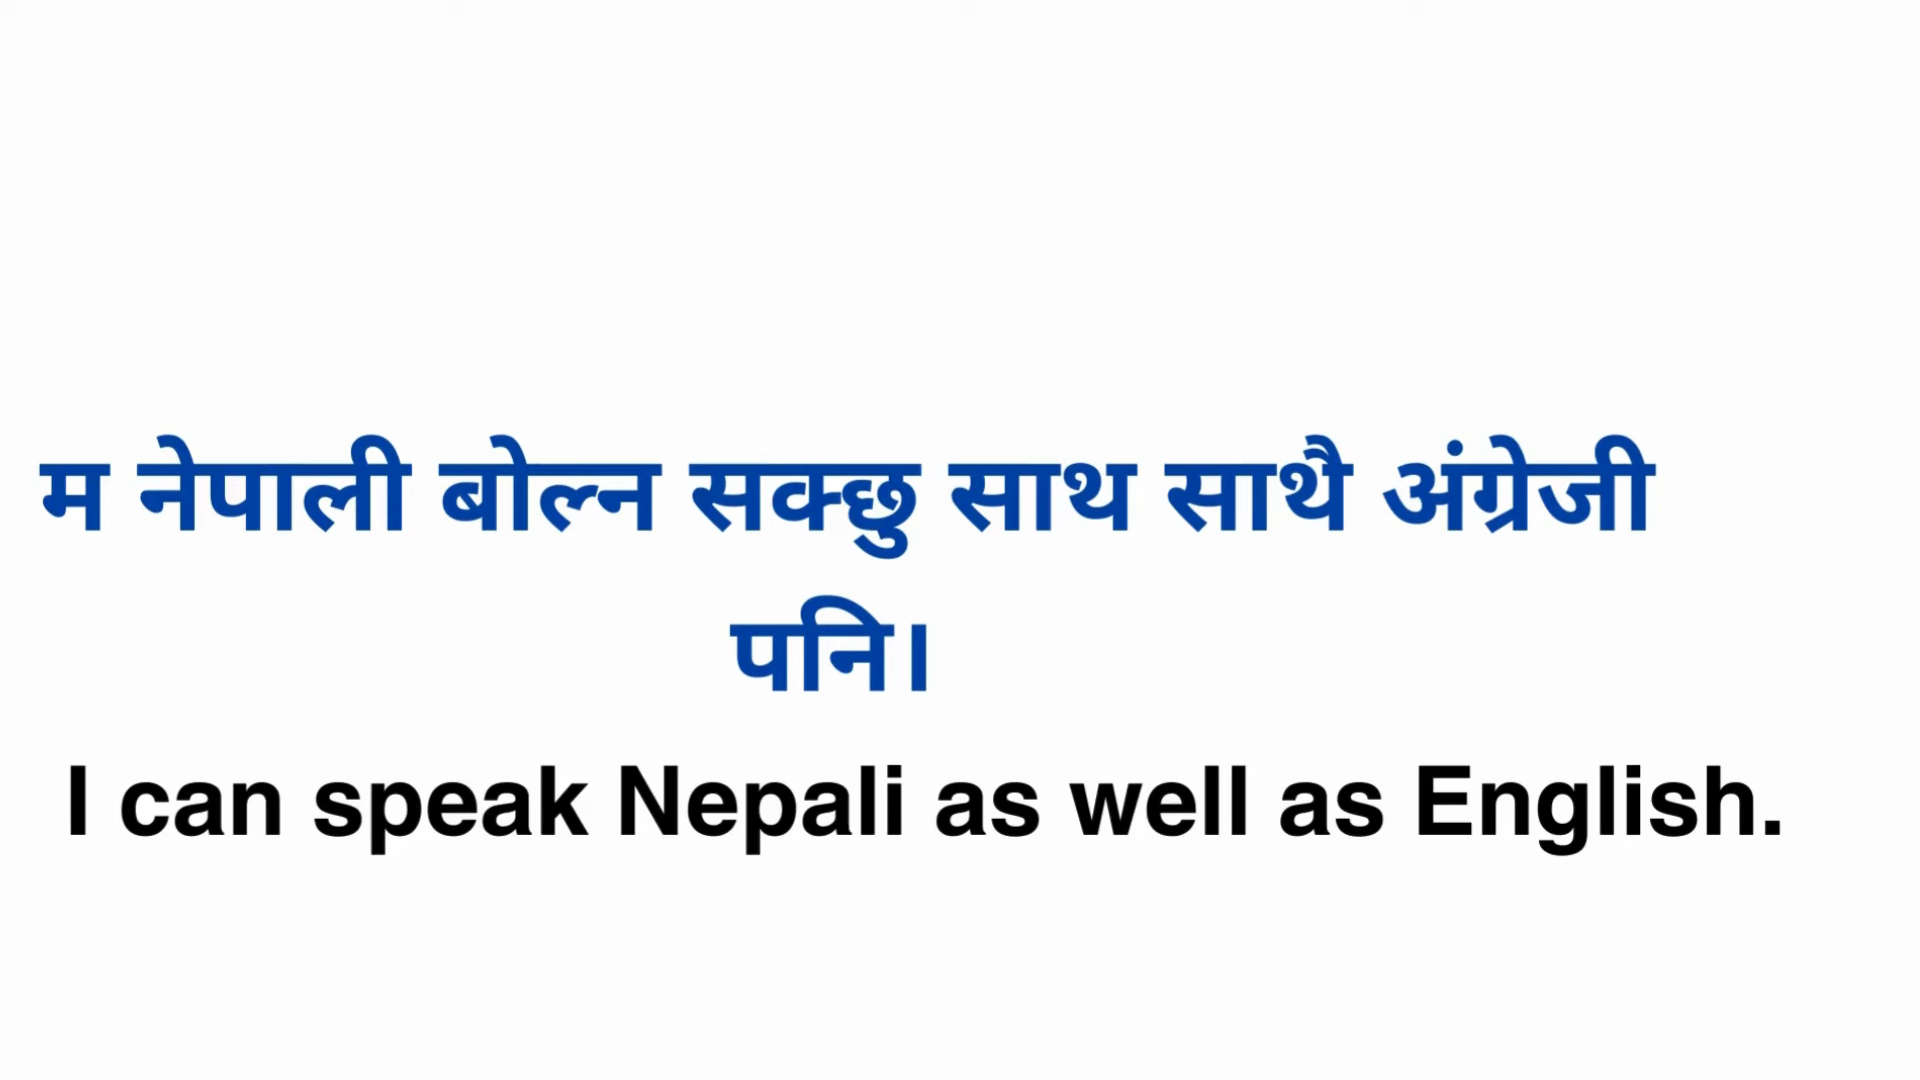 म नेपाली बोल्न सक्छु साथ साथै अंग्रेजी
पनि।
I can speak Nepali as well as English.